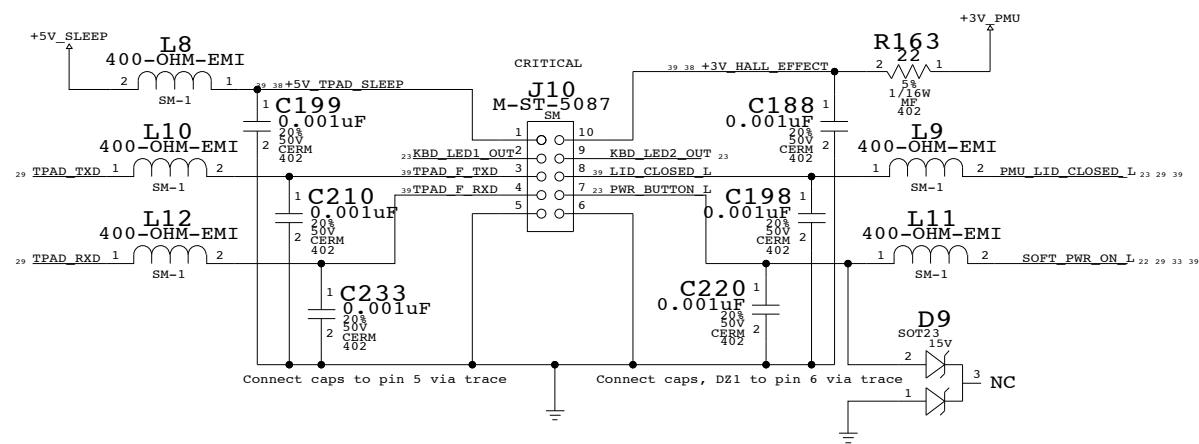 +5V_SLEEP
L8
400-OHM-EMI
2 1
SM-1
39 38 +5V_TPAD_SLEEP
C199
0.001uF
20%
50V
CERM
402
1
2
L10
400-OHM-EMI
29 TPAD_TXD 1 2
SM-1
C210
0.001uF
20%
50V
CERM
402
1
2
L12
400-OHM-EMI
29 TPAD_RXD 1 2
SM-1
C233
0.001uF
20%
50V
CERM
402
1
2
Connect caps to pin 5 via trace
CRITICAL
J10
M-ST-5087
SM
1 10
23 KBD_LED1_OUT 2 9 KBD_LED2_OUT 23
39 TPAD_F_TXD 3 8 39 LID_CLOSED_L
39 TPAD_F_RXD 4 7 23 PWR_BUTTON_L
5 6
39 38 +3V_HALL_EFFECT
+3V_PMU
R163
22
2 1
5%
1/16W
MF
402
C188
0.001uF
20%
50V
CERM
402
1
2
L9
400-OHM-EMI
1 2 PMU_LID_CLOSED_L 23 29 39
SM-1
C198
0.001uF
20%
50V
CERM
402
1
2
L11
400-OHM-EMI
1 2 SOFT_PWR_ON_L 22 29 33 39
SM-1
C220
0.001uF
20%
50V
CERM
402
1
2
D9
SOT23
15V
2
3 NC
1
Connect caps, DZ1 to pin 6 via trace